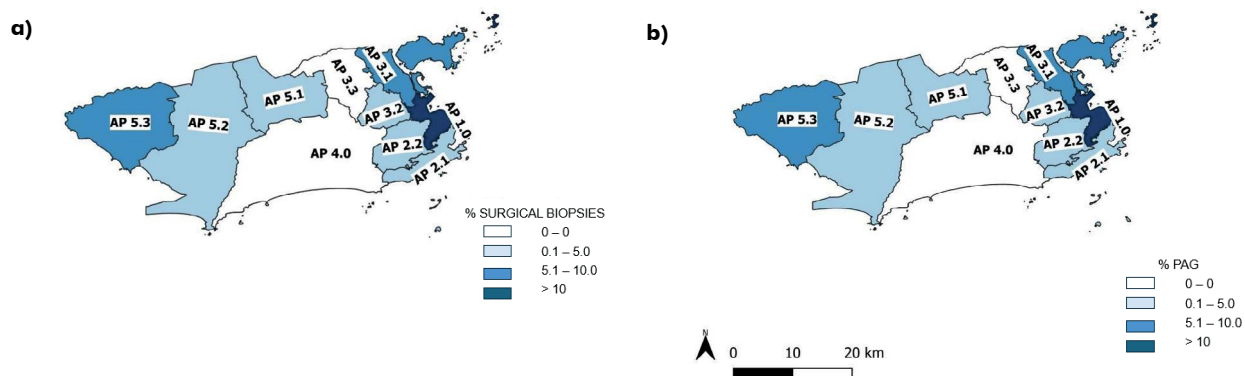 a)
AP 3.1
AP 3.3
AP 5.1
AP 3.2
AP 1.0
AP 5.3
AP 5.2
AP 2.2
AP 4.0
AP 2.1
% SURGICAL BIOPSIES
0 – 0
0.1 – 5.0
5.1 – 10.0
> 10
b)
AP 3.1
AP 3.3
AP 5.1
AP 3.2
AP 1.0
AP 5.3
AP 5.2
AP 2.2
AP 4.0
AP 2.1
% PAG
0 – 0
0.1 – 5.0
5.1 – 10.0
> 10
N
0 10 20 km